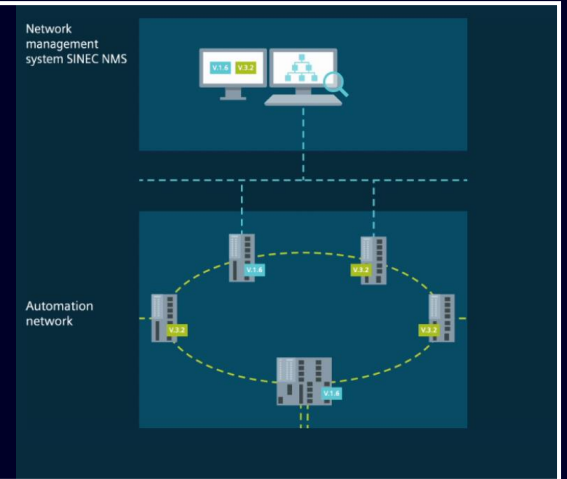 Network
management
system SINEC NMS
V.1.6 V.3.2
V.1.6
V.3.2
Automation
network
V.3.2
V.3.2
V.1.6